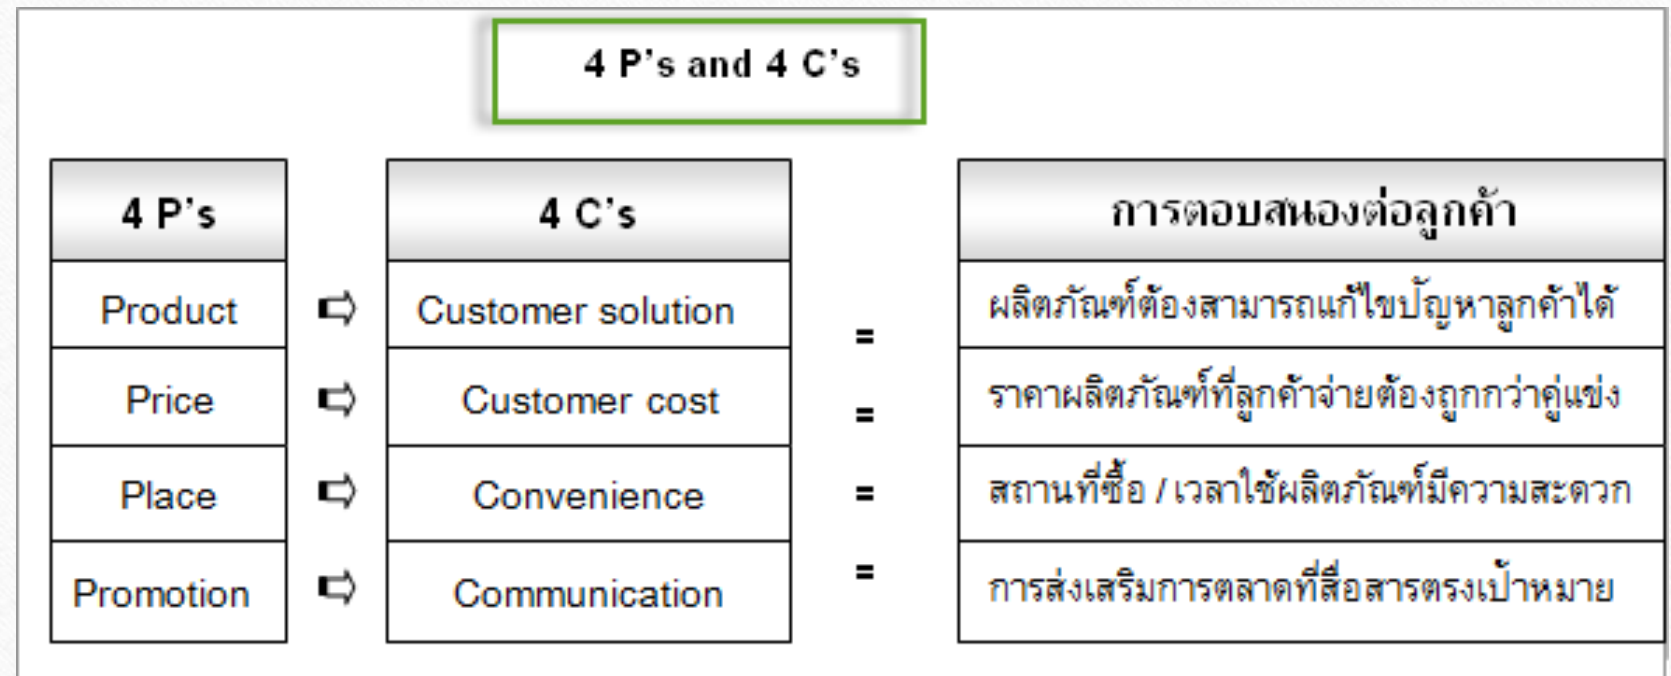 4 P's and 4 C's
4 P's 4 C's การตอบสนองต่อลูกค้า
Product ⇨ Customer solution = ผลิตภัณฑ์ต้องสามารถแก้ไขปัญหาลูกค้าได้
Price ⇨ Customer cost = ราคาผลิตภัณฑ์ที่ลูกค้าจ่ายต้องถูกกว่าคู่แข่ง
Place ⇨ Convenience = สถานที่ซื้อ / เวลาใช้ผลิตภัณฑ์มีความสะดวก
Promotion ⇨ Communication = การส่งเสริมการตลาดที่สื่อสารตรงเป้าหมาย